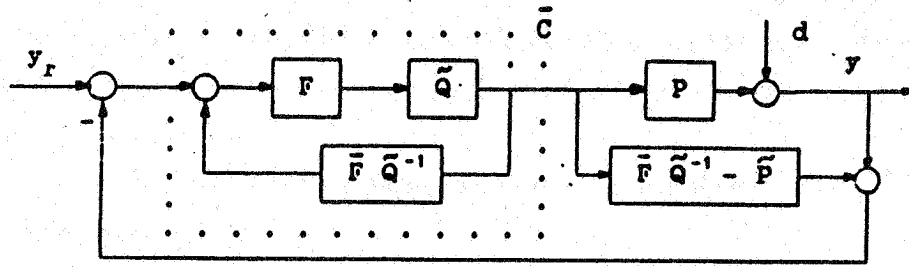 C̄
d
y_r
y
F
Q̃
P
-
F̄ Q̃⁻¹
F̄ Q̃⁻¹ - P̃